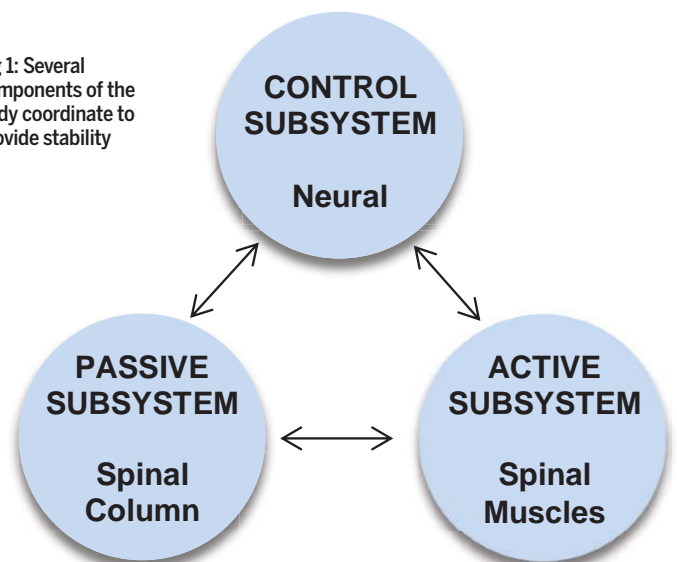 g 1: Several
mponents of the
dy coordinate to
ovide stability
CONTROL
SUBSYSTEM
Neural
PASSIVE
SUBSYSTEM
Spinal
Column
ACTIVE
SUBSYSTEM
Spinal
Muscles